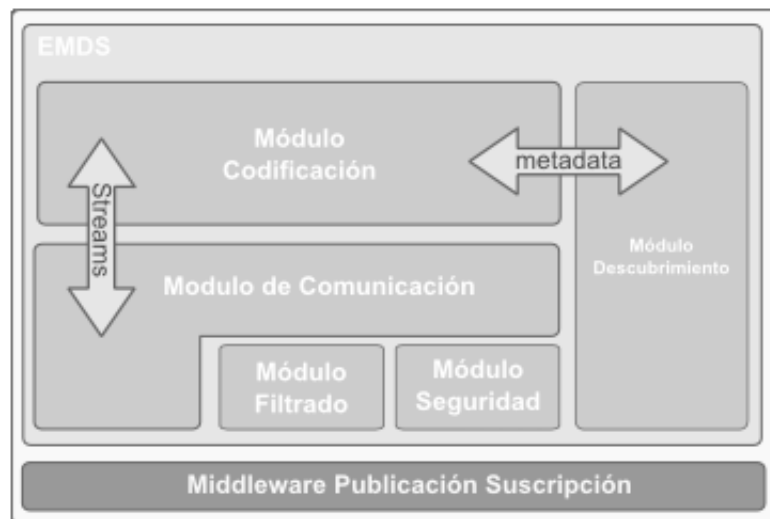 EMDS
Módulo
Codificación
metadata
Streams
Módulo
Descubrimiento
Modulo de Comunicación
Módulo
Filtrado
Módulo
Seguridad
Middleware Publicación Suscripción